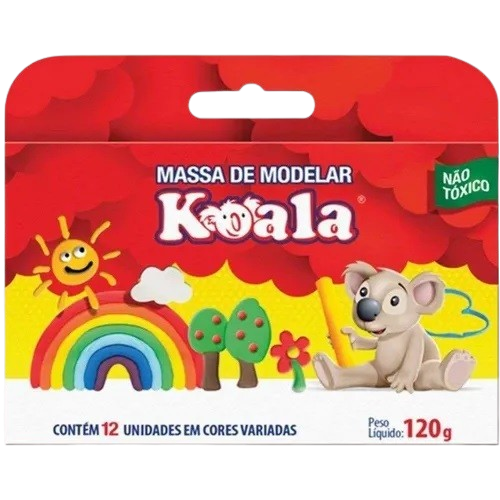 MASSA DE MODELAR
Koala®
NÃO
TÓXICO
CONTÉM 12 UNIDADES EM CORES VARIADAS
Peso
Líquido: 120g